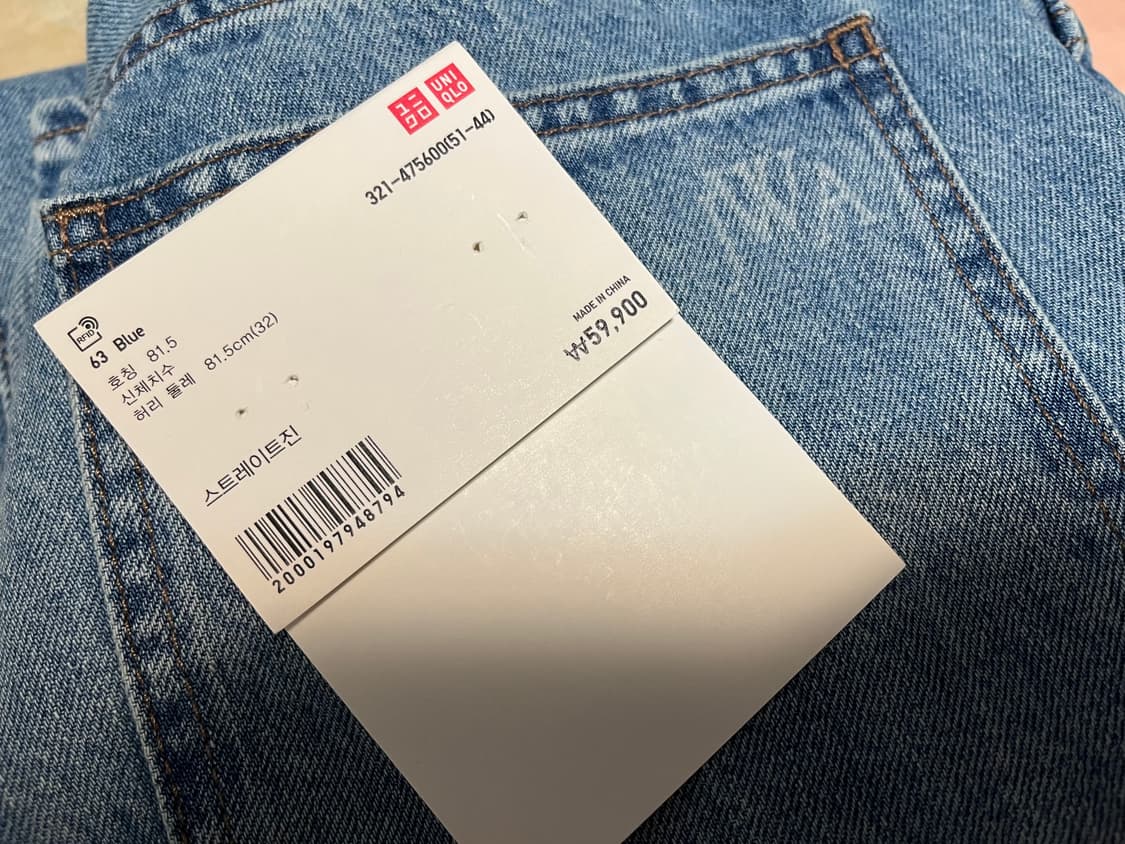 ユニクロ
UNIQLO
321-475600(51-44)
RFID
63 Blue
호칭 81.5
신체치수
허리 둘레 81.5cm(32)
MADE IN CHINA
₩59,900
스트레이트진
2000197948794
JWA